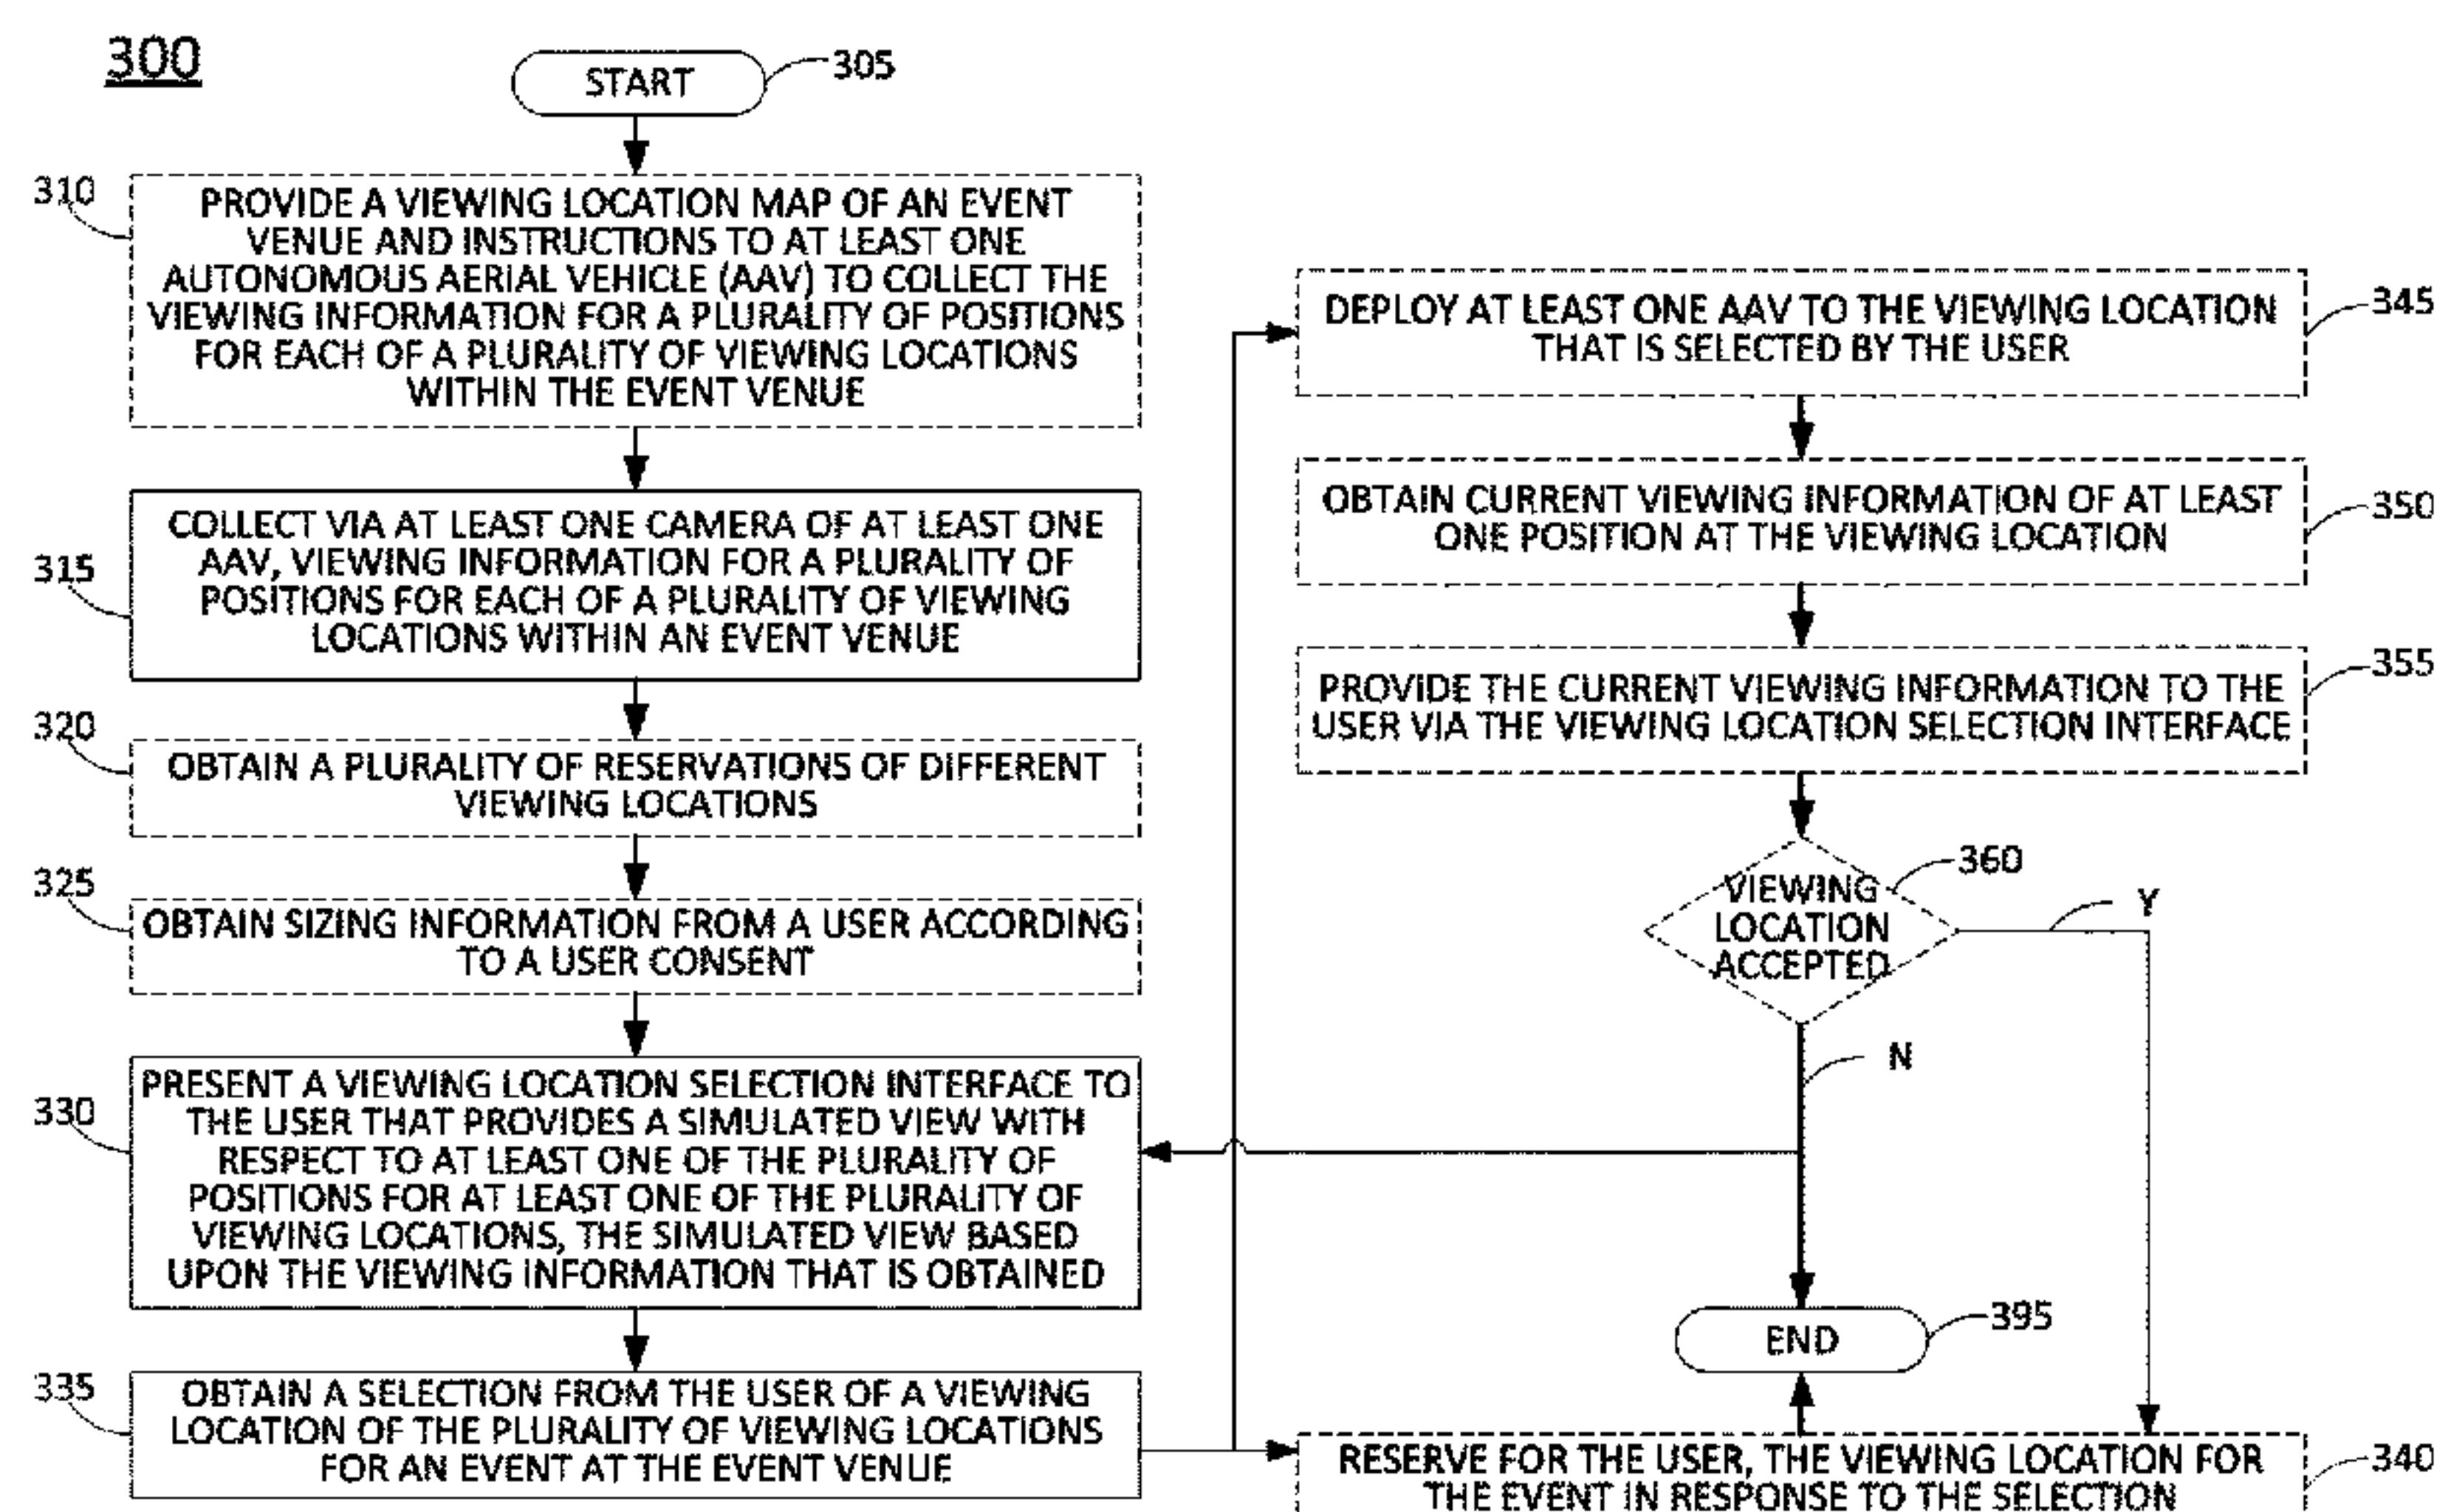 300
START
305
310
PROVIDE A VIEWING LOCATION MAP OF AN EVENT
VENUE AND INSTRUCTIONS TO AT LEAST ONE
AUTONOMOUS AERIAL VEHICLE (AAV) TO COLLECT THE
VIEWING INFORMATION FOR A PLURALITY OF POSITIONS
FOR EACH OF A PLURALITY OF VIEWING LOCATIONS
WITHIN THE EVENT VENUE
315
COLLECT VIA AT LEAST ONE CAMERA OF AT LEAST ONE
AAV, VIEWING INFORMATION FOR A PLURALITY OF
POSITIONS FOR EACH OF A PLURALITY OF VIEWING
LOCATIONS WITHIN AN EVENT VENUE
320
OBTAIN A PLURALITY OF RESERVATIONS OF DIFFERENT
VIEWING LOCATIONS
325
OBTAIN SIZING INFORMATION FROM A USER ACCORDING
TO A USER CONSENT
330
PRESENT A VIEWING LOCATION SELECTION INTERFACE TO
THE USER THAT PROVIDES A SIMULATED VIEW WITH
RESPECT TO AT LEAST ONE OF THE PLURALITY OF
POSITIONS FOR AT LEAST ONE OF THE PLURALITY OF
VIEWING LOCATIONS, THE SIMULATED VIEW BASED
UPON THE VIEWING INFORMATION THAT IS OBTAINED
335
OBTAIN A SELECTION FROM THE USER OF A VIEWING
LOCATION OF THE PLURALITY OF VIEWING LOCATIONS
FOR AN EVENT AT THE EVENT VENUE
DEPLOY AT LEAST ONE AAV TO THE VIEWING LOCATION
THAT IS SELECTED BY THE USER
345
OBTAIN CURRENT VIEWING INFORMATION OF AT LEAST
ONE POSITION AT THE VIEWING LOCATION
350
PROVIDE THE CURRENT VIEWING INFORMATION TO THE
USER VIA THE VIEWING LOCATION SELECTION INTERFACE
355
VIEWING
LOCATION
ACCEPTED
360
Y
N
END
395
RESERVE FOR THE USER, THE VIEWING LOCATION FOR
THE EVENT IN RESPONSE TO THE SELECTION
340